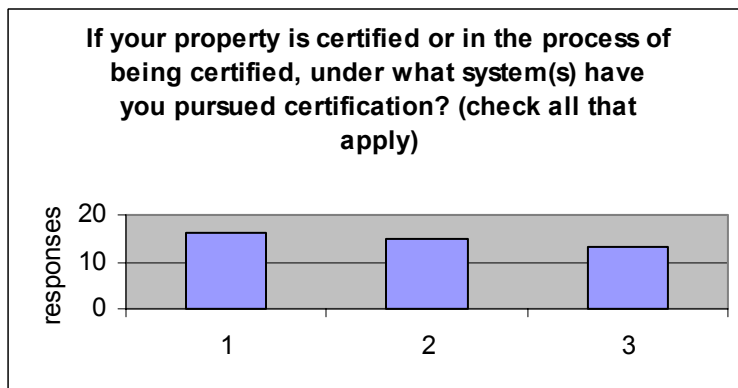 If your property is certified or in the process of
being certified, under what system(s) have
you pursued certification? (check all that
apply)
responses
20
10
0
1 2 3